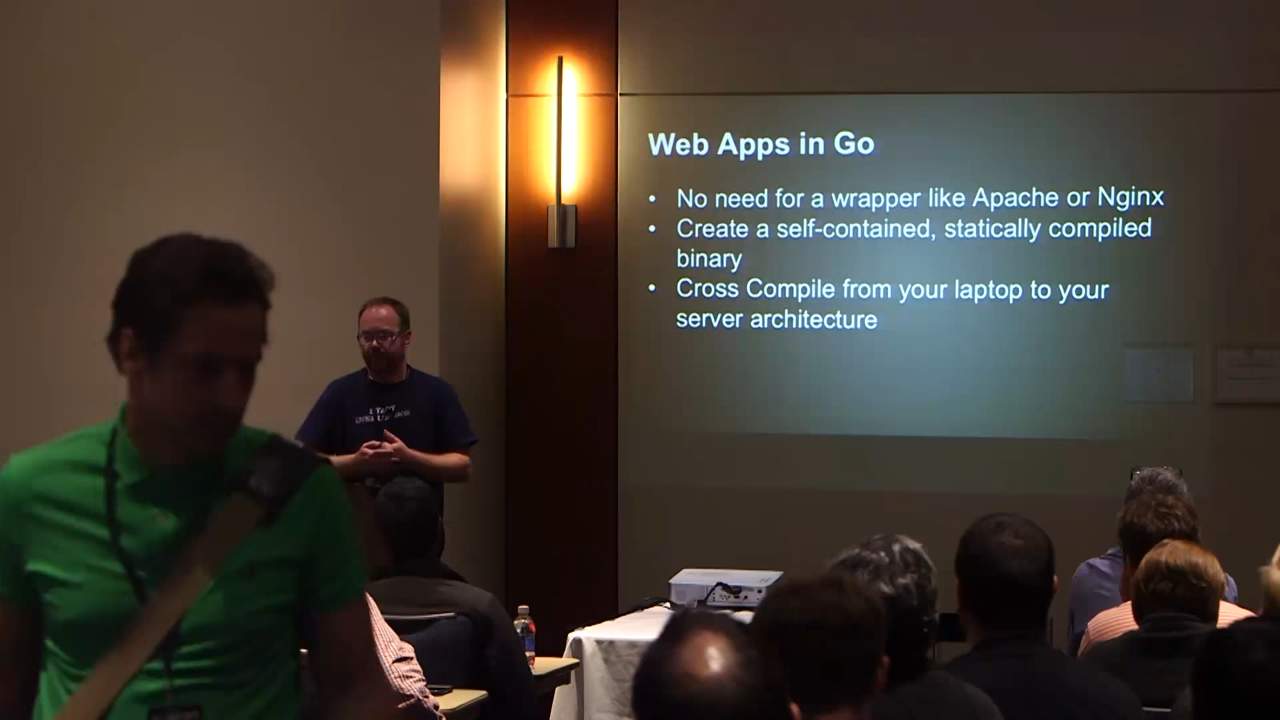 Web Apps in Go
• No need for a wrapper like Apache or Nginx
• Create a self-contained, statically compiled
binary
• Cross Compile from your laptop to your
server architecture